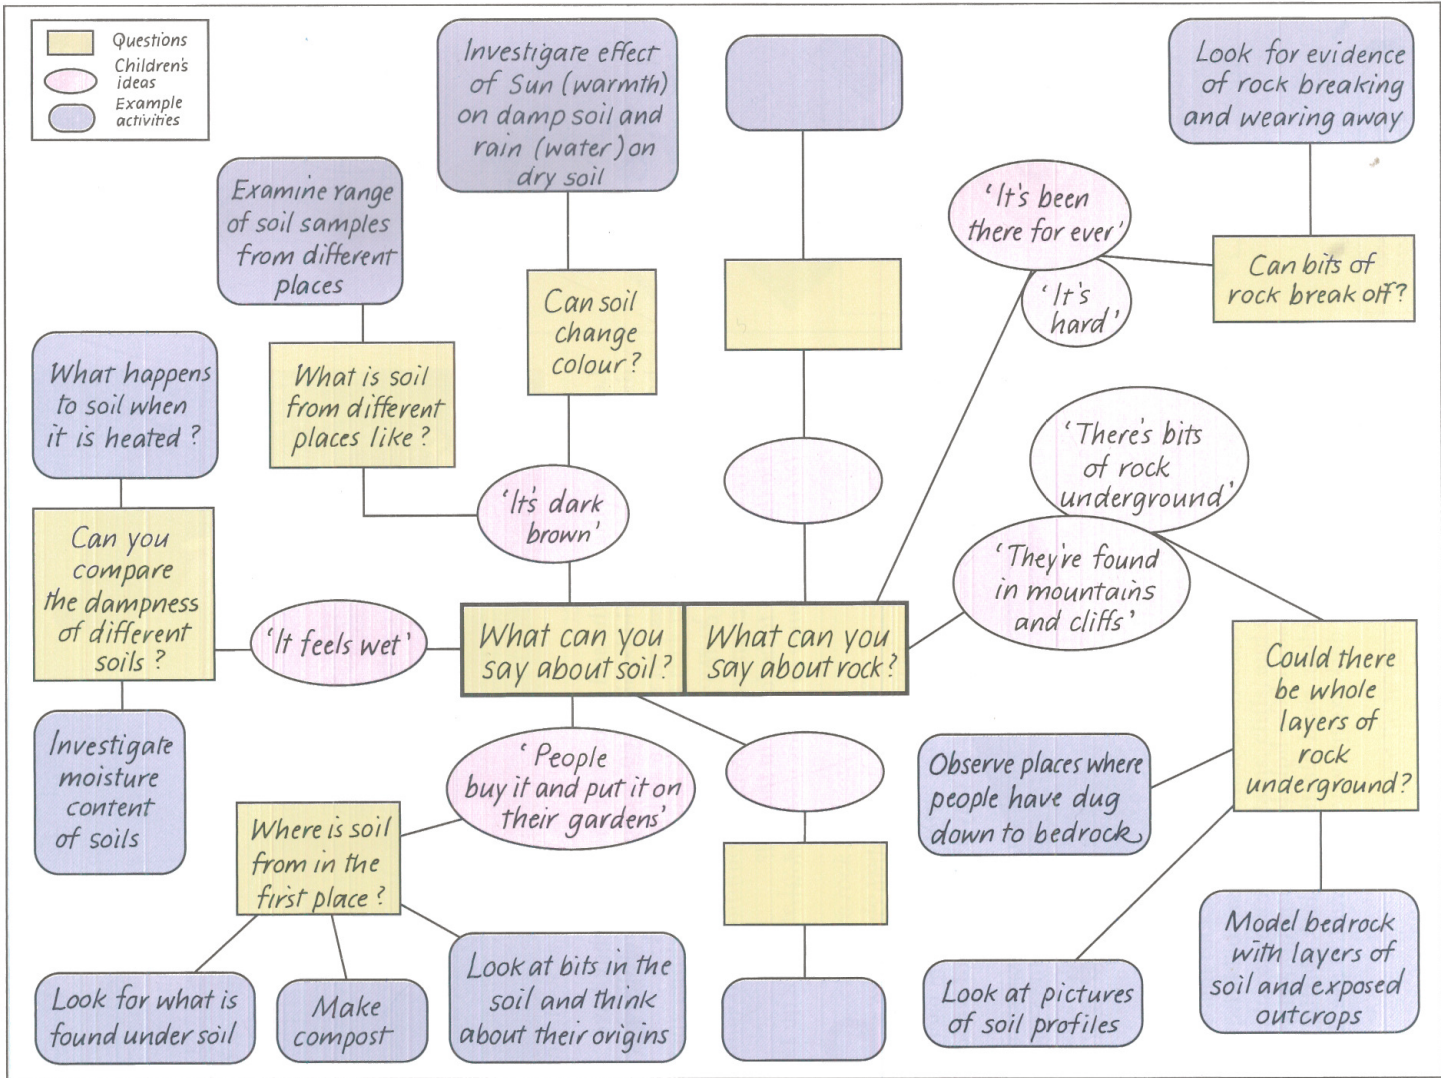 Questions
Children's
ideas
Example
activities
Investigate effect
of Sun (warmth)
on damp soil and
rain (water) on
dry soil
Look for evidence
of rock breaking
and wearing away
Examine range
of soil samples
from different
places
'It's been
there for ever'
Can bits of
rock break off?
'It's
hard'
Can soil
change
colour?
What happens
to soil when
it is heated?
What is soil
from different
places like?
'There's bits
of rock
underground'
'It's dark
brown'
Can you
compare
the dampness
of different
soils?
'They're found
in mountains
and cliffs'
'It feels wet'
What can you
say about soil?
What can you
say about rock?
Could there
be whole
layers of
rock
underground?
Investigate
moisture
content
of soils
'People
buy it and put it on
their gardens'
Observe places where
people have dug
down to bedrock
Where is soil
from in the
first place?
Model bedrock
with layers of
soil and exposed
outcrops
Look for what is
found under soil
Make
compost
Look at bits in the
soil and think
about their origins
Look at pictures
of soil profiles